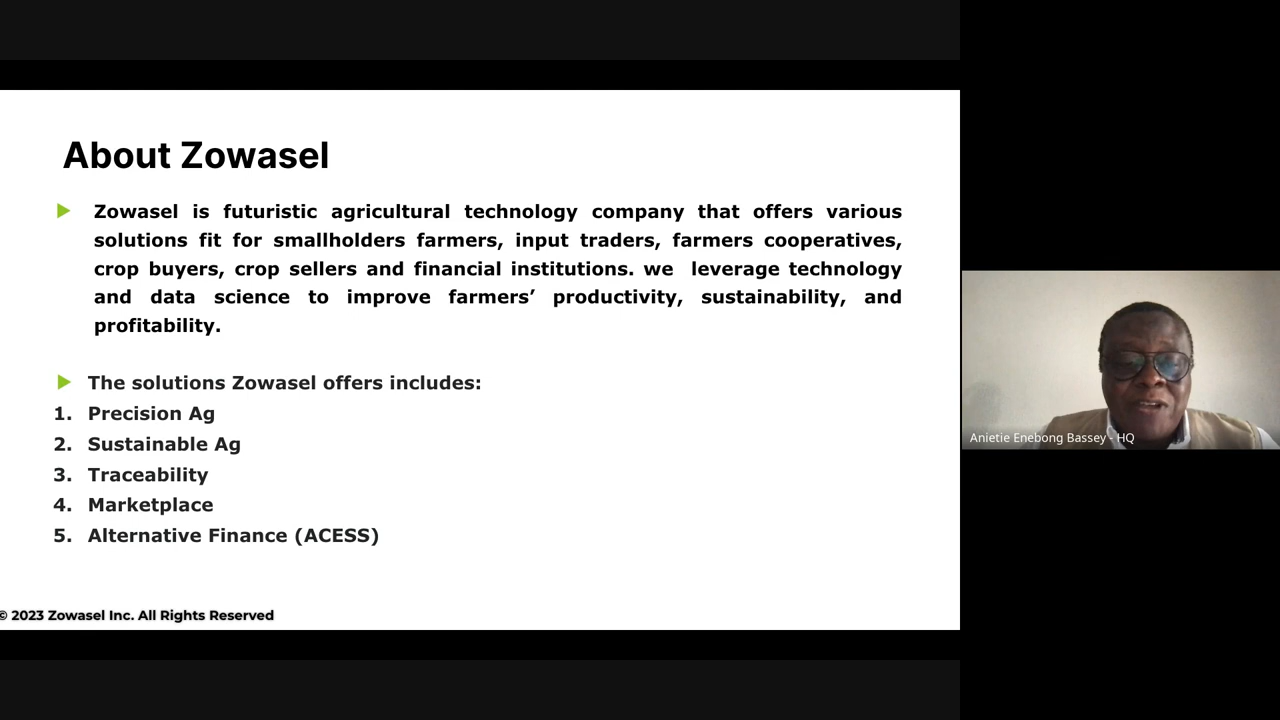 About Zowasel
Zowasel is futuristic agricultural technology company that offers various
solutions fit for smallholders farmers, input traders, farmers cooperatives,
crop buyers, crop sellers and financial institutions. we leverage technology
and data science to improve farmers’ productivity, sustainability, and
profitability.
The solutions Zowasel offers includes:
1. Precision Ag
2. Sustainable Ag
3. Traceability
4. Marketplace
5. Alternative Finance (ACESS)
© 2023 Zowasel Inc. All Rights Reserved
Anietie Enebong Bassey - HQ